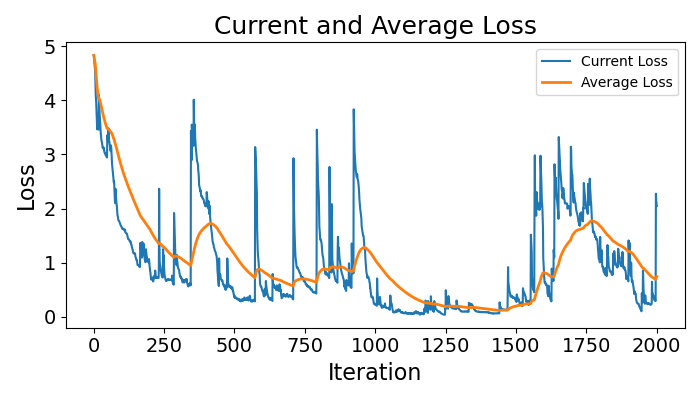 Current and Average Loss
Current Loss
Average Loss
5
4
3
2
1
0
Loss
0 250 500 750 1000 1250 1500 1750 2000
Iteration